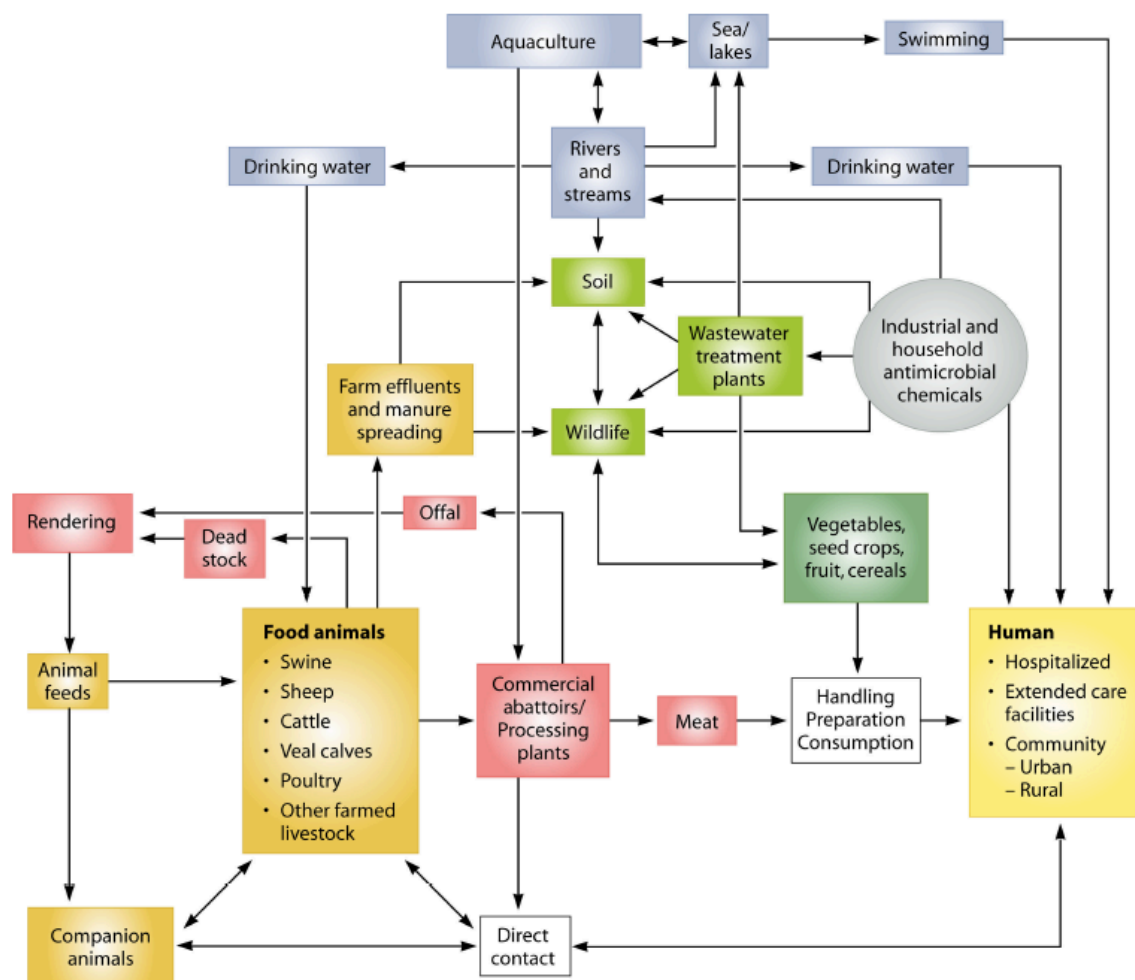 Aquaculture
Sea/
lakes
Swimming
Drinking water
Rivers
and
streams
Drinking water
Soil
Wastewater
treatment
plants
Industrial and
household
antimicrobial
chemicals
Farm effluents
and manure
spreading
Wildlife
Rendering
Dead
stock
Offal
Vegetables,
seed crops,
fruit, cereals
Animal
feeds
Food animals
• Swine
• Sheep
• Cattle
• Veal calves
• Poultry
• Other farmed
livestock
Commercial
abattoirs/
Processing
plants
Meat
Handling
Preparation
Consumption
Human
• Hospitalized
• Extended care
facilities
• Community
– Urban
– Rural
Companion
animals
Direct
contact